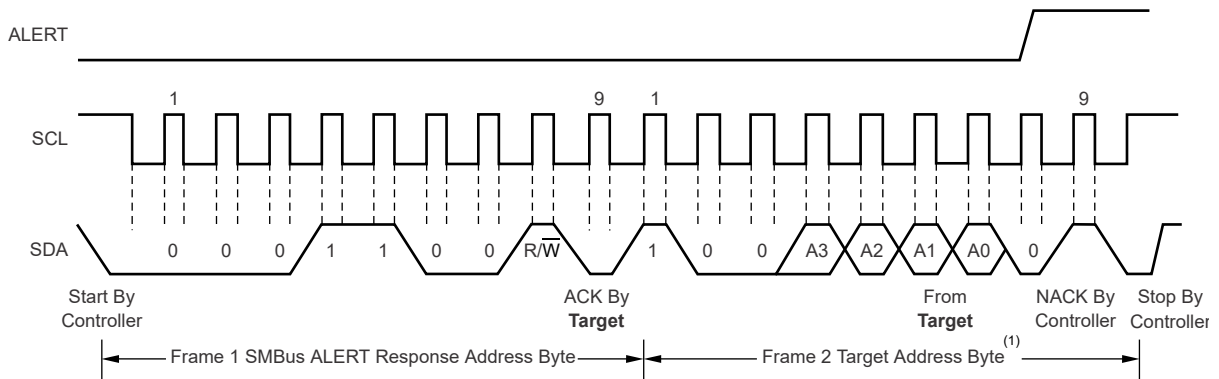 ALERT
1 9 1 9
SCL
SDA 0 0 0 1 1 0 0 R/W 1 0 0 A3 A2 A1 A0 0
Start By ACK By From NACK By Stop By
Controller Target Target Controller Controller
Frame 1 SMBus ALERT Response Address Byte Frame 2 Target Address Byte(1)